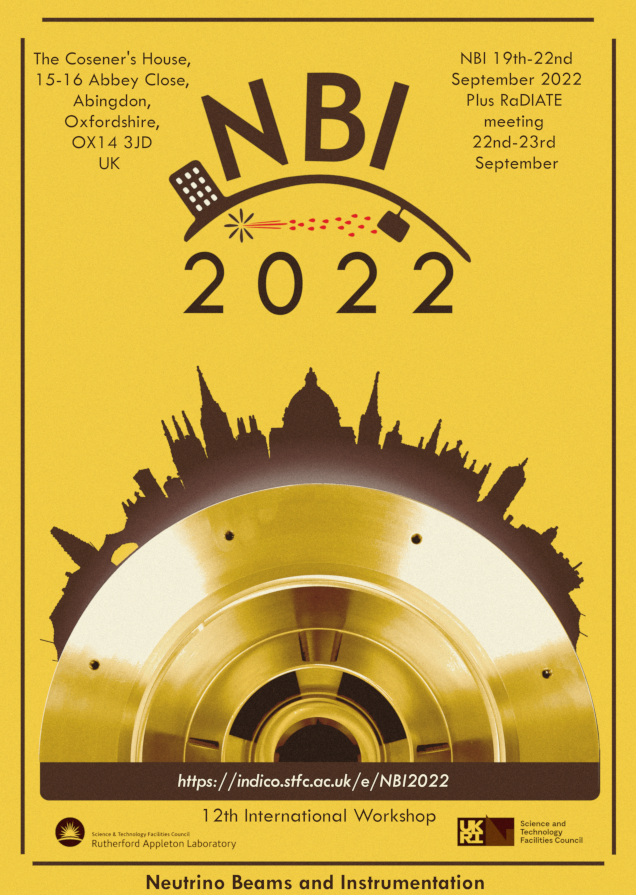 The Cosener's House,
15-16 Abbey Close,
Abingdon,
Oxfordshire,
OX14 3JD
UK
NBI 19th-22nd
September 2022
Plus RaDIATE
meeting
22nd-23rd
September
NBI
2022
https://indico.stfc.ac.uk/e/NBI2022
12th International Workshop
Science & Technology Facilities Council
Rutherford Appleton Laboratory
UK
RI
Science and
Technology
Facilities Council
Neutrino Beams and Instrumentation